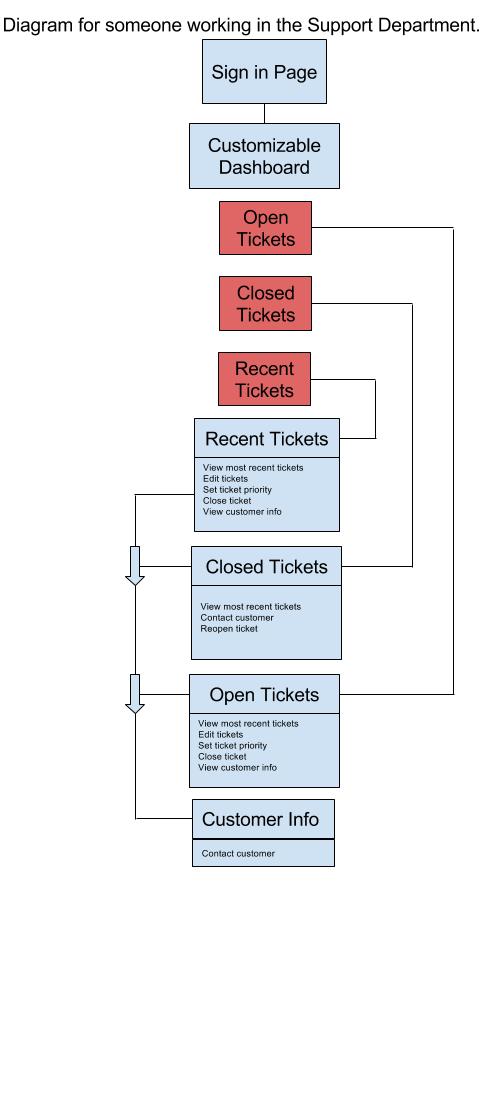 Diagram for someone working in the Support Department.
Sign in Page
Customizable
Dashboard
Open
Tickets
Closed
Tickets
Recent
Tickets
Recent Tickets
View most recent tickets
Edit tickets
Set ticket priority
Close ticket
View customer info
Closed Tickets
View most recent tickets
Contact customer
Reopen ticket
Open Tickets
View most recent tickets
Edit tickets
Set ticket priority
Close ticket
View customer info
Customer Info
Contact customer